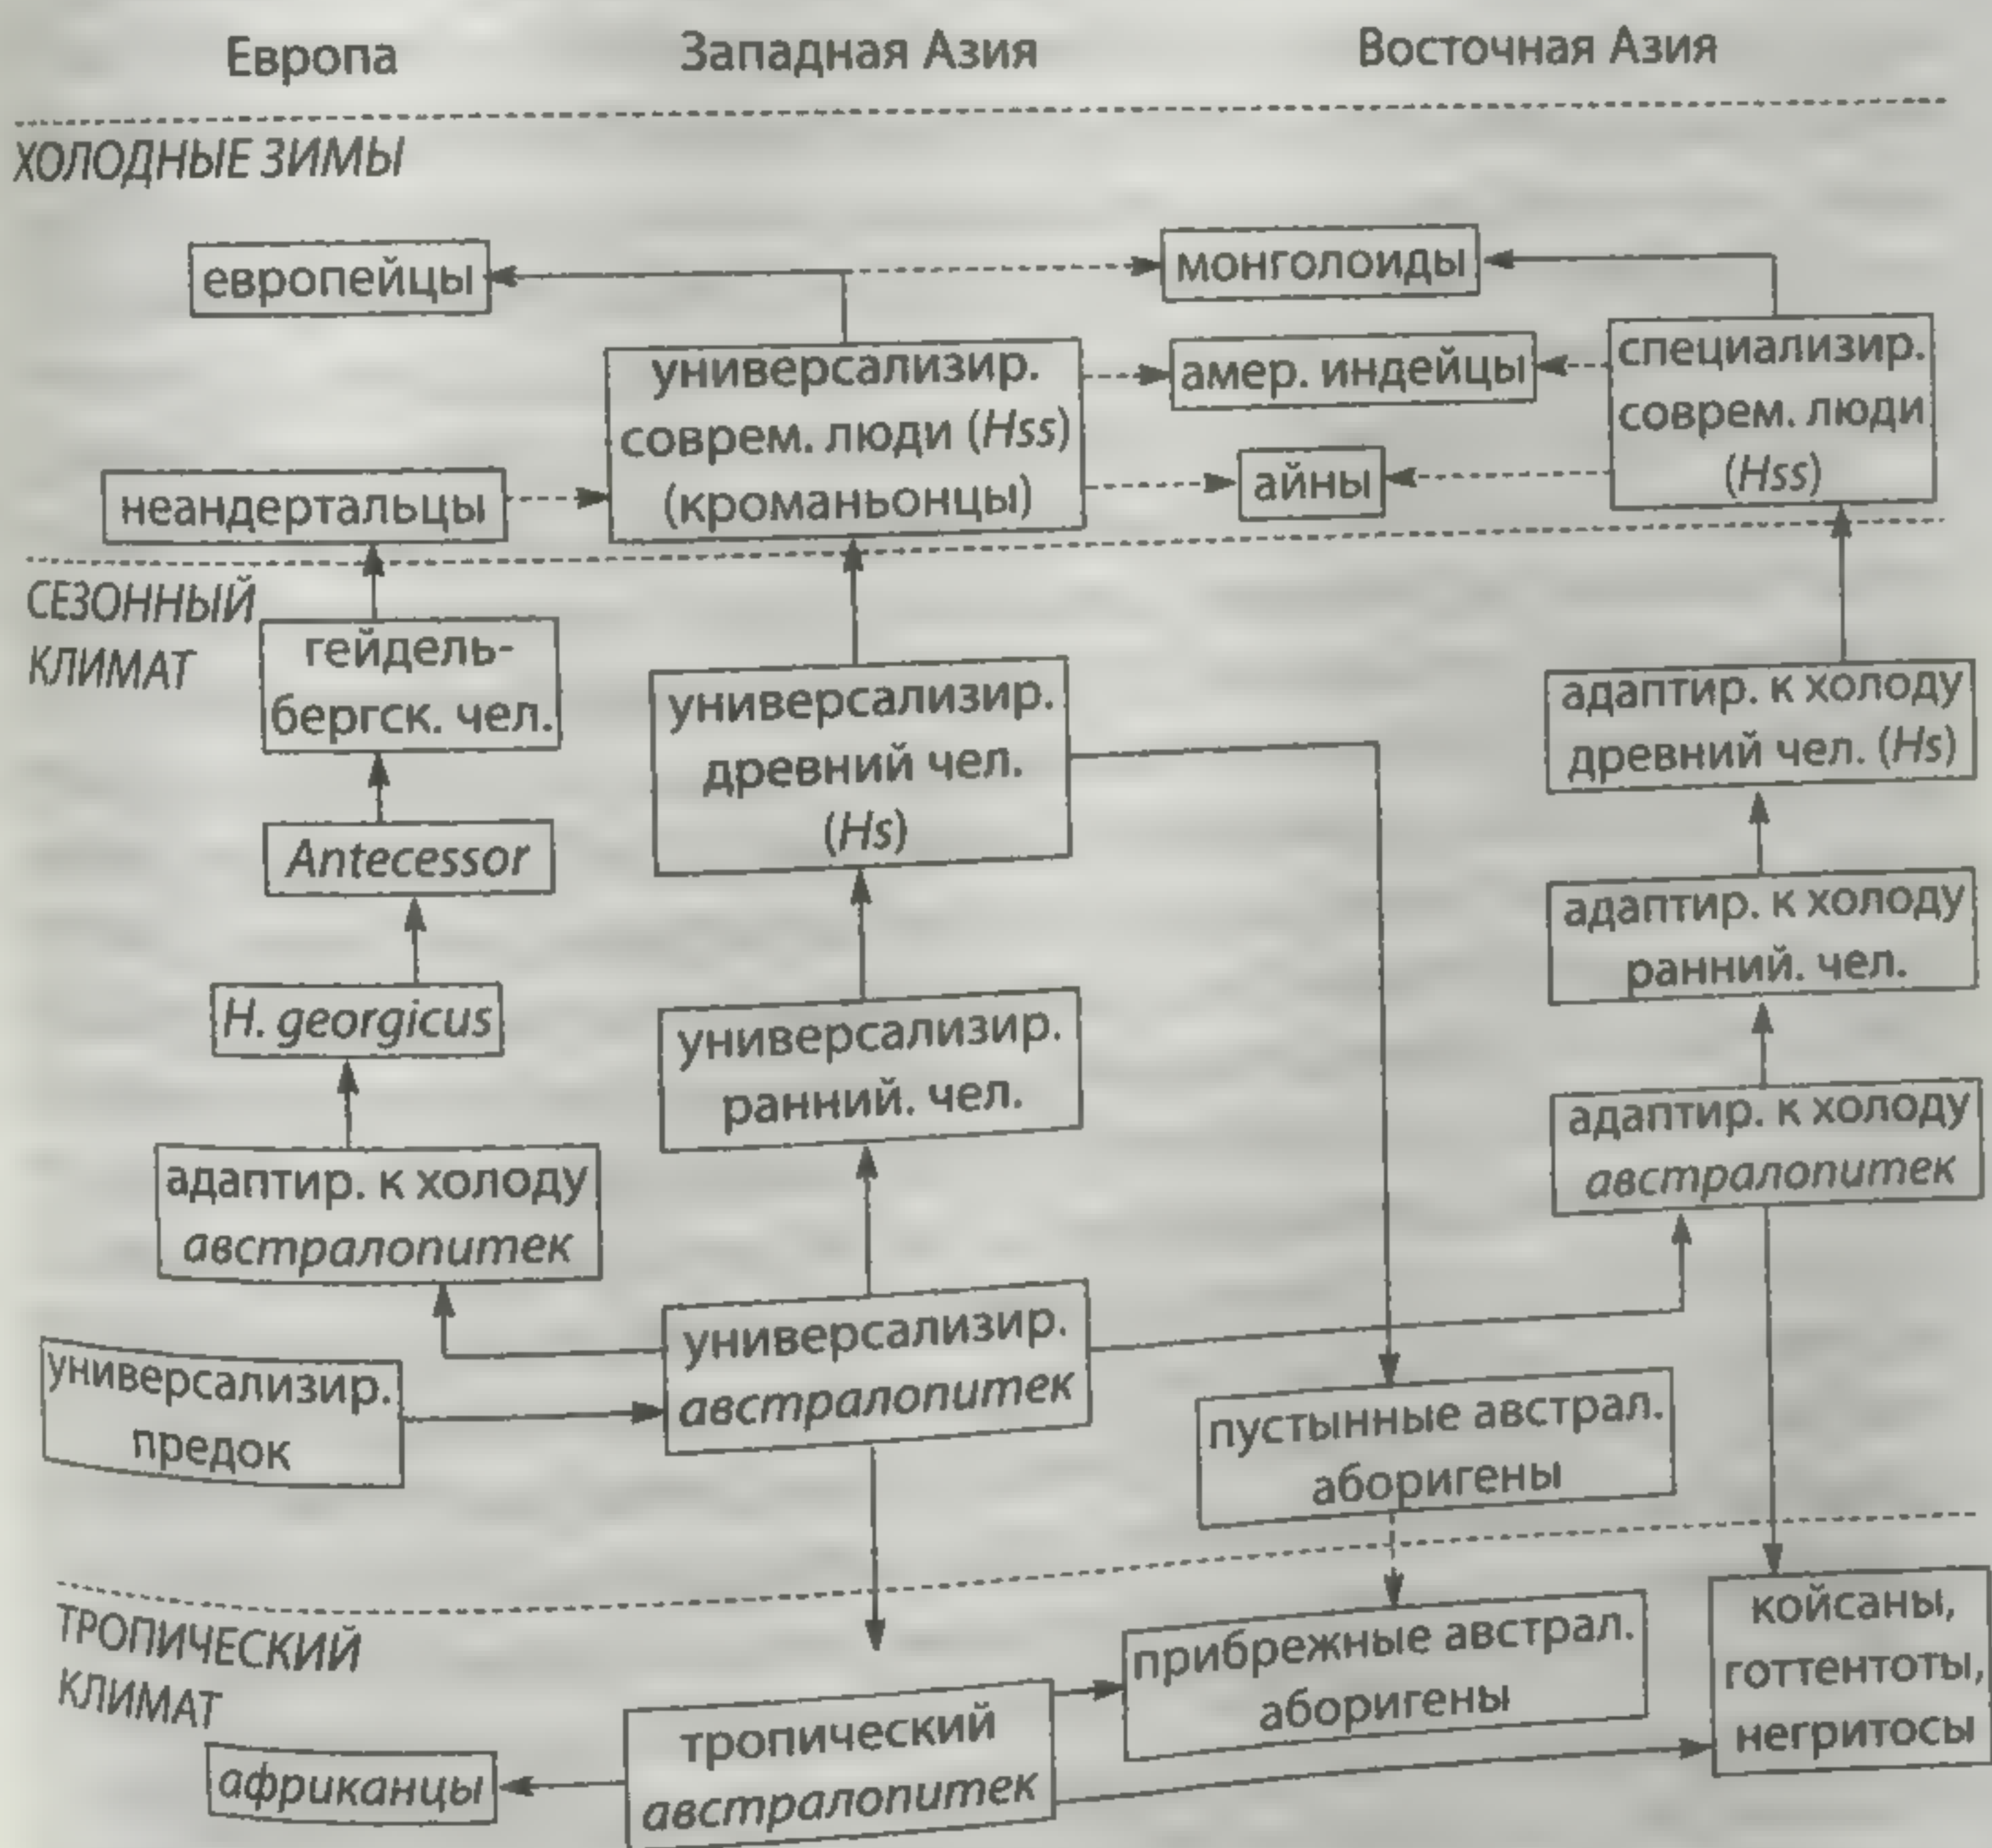 Европа
Западная Азия
Восточная Азия
ХОЛОДНЫЕ ЗИМЫ
европейцы
монголоиды
универсализир.
соврем. люди (Hss)
(кроманьонцы)
амер. индейцы
айны
специализир.
соврем. люди
(Hss)
неандертальцы
СЕЗОННЫЙ
КЛИМАТ
гейдель-
бергск. чел.
универсализир.
древний чел.
(Hs)
адаптир. к холоду
древний чел. (Hs)
Antecessor
адаптир. к холоду
ранний. чел.
H. georgicus
универсализир.
ранний. чел.
адаптир. к холоду
австралопитек
адаптир. к холоду
австралопитек
универсализир.
предок
универсализир.
австралопитек
пустынные австрал.
аборигены
ТРОПИЧЕСКИЙ
КЛИМАТ
прибрежные австрал.
аборигены
койсаны,
готтентоты,
негритосы
африканцы
тропический
австралопитек